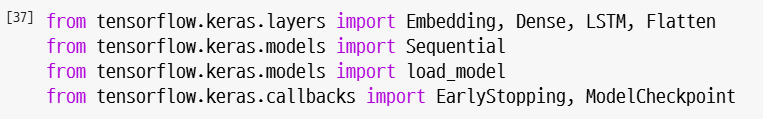 [37] from tensorflow.keras.layers import Embedding, Dense, LSTM, Flatten
from tensorflow.keras.models import Sequential
from tensorflow.keras.models import load_model
from tensorflow.keras.callbacks import EarlyStopping, ModelCheckpoint